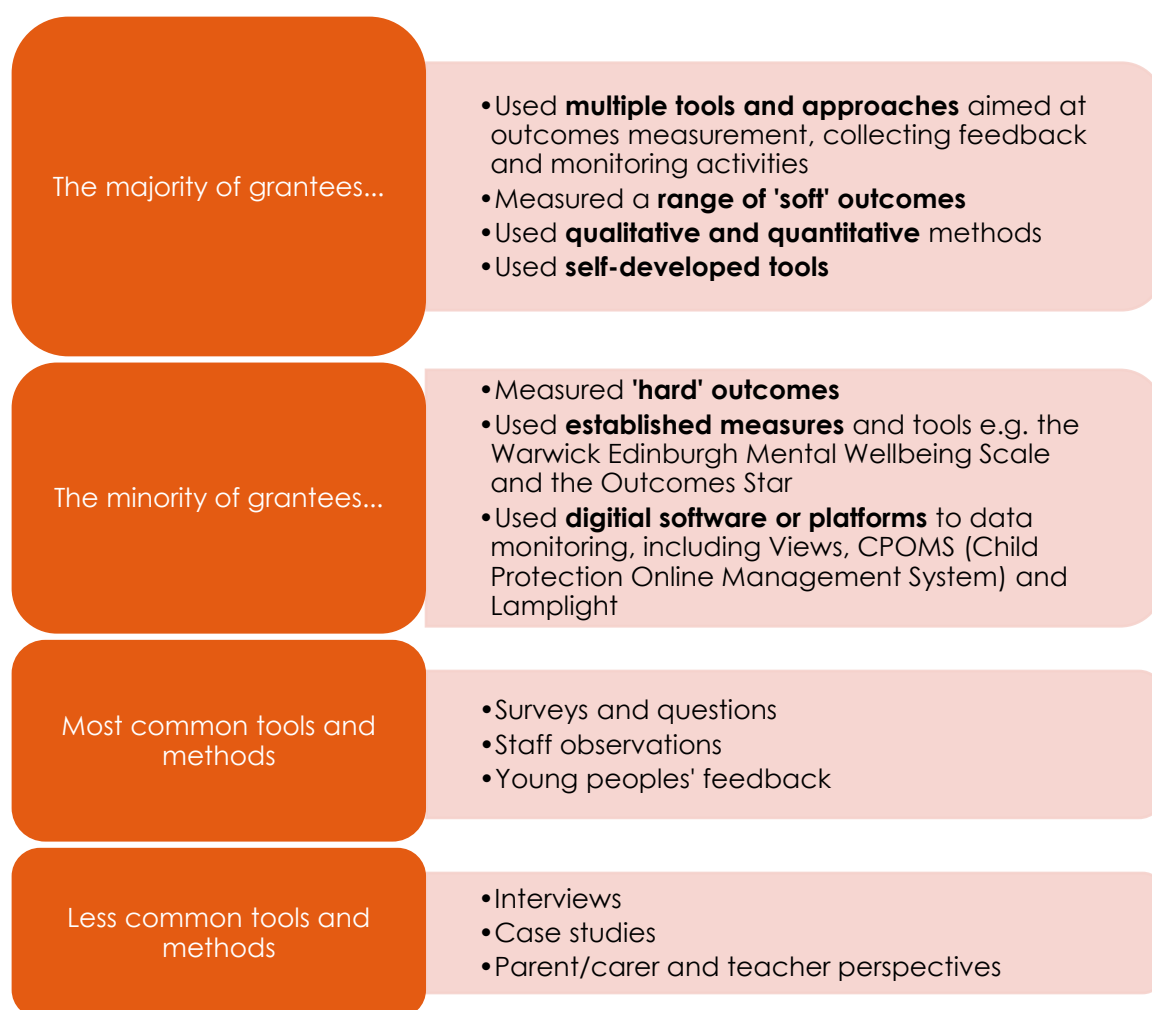 The majority of grantees...
•Used multiple tools and approaches aimed at
outcomes measurement, collecting feedback
and monitoring activities
•Measured a range of 'soft' outcomes
•Used qualitative and quantitative methods
•Used self-developed tools
The minority of grantees...
•Measured 'hard' outcomes
•Used established measures and tools e.g. the
Warwick Edinburgh Mental Wellbeing Scale
and the Outcomes Star
•Used digitial software or platforms to data
monitoring, including Views, CPOMS (Child
Protection Online Management System) and
Lamplight
Most common tools and
methods
•Surveys and questions
•Staff observations
•Young peoples' feedback
Less common tools and
methods
•Interviews
•Case studies
•Parent/carer and teacher perspectives